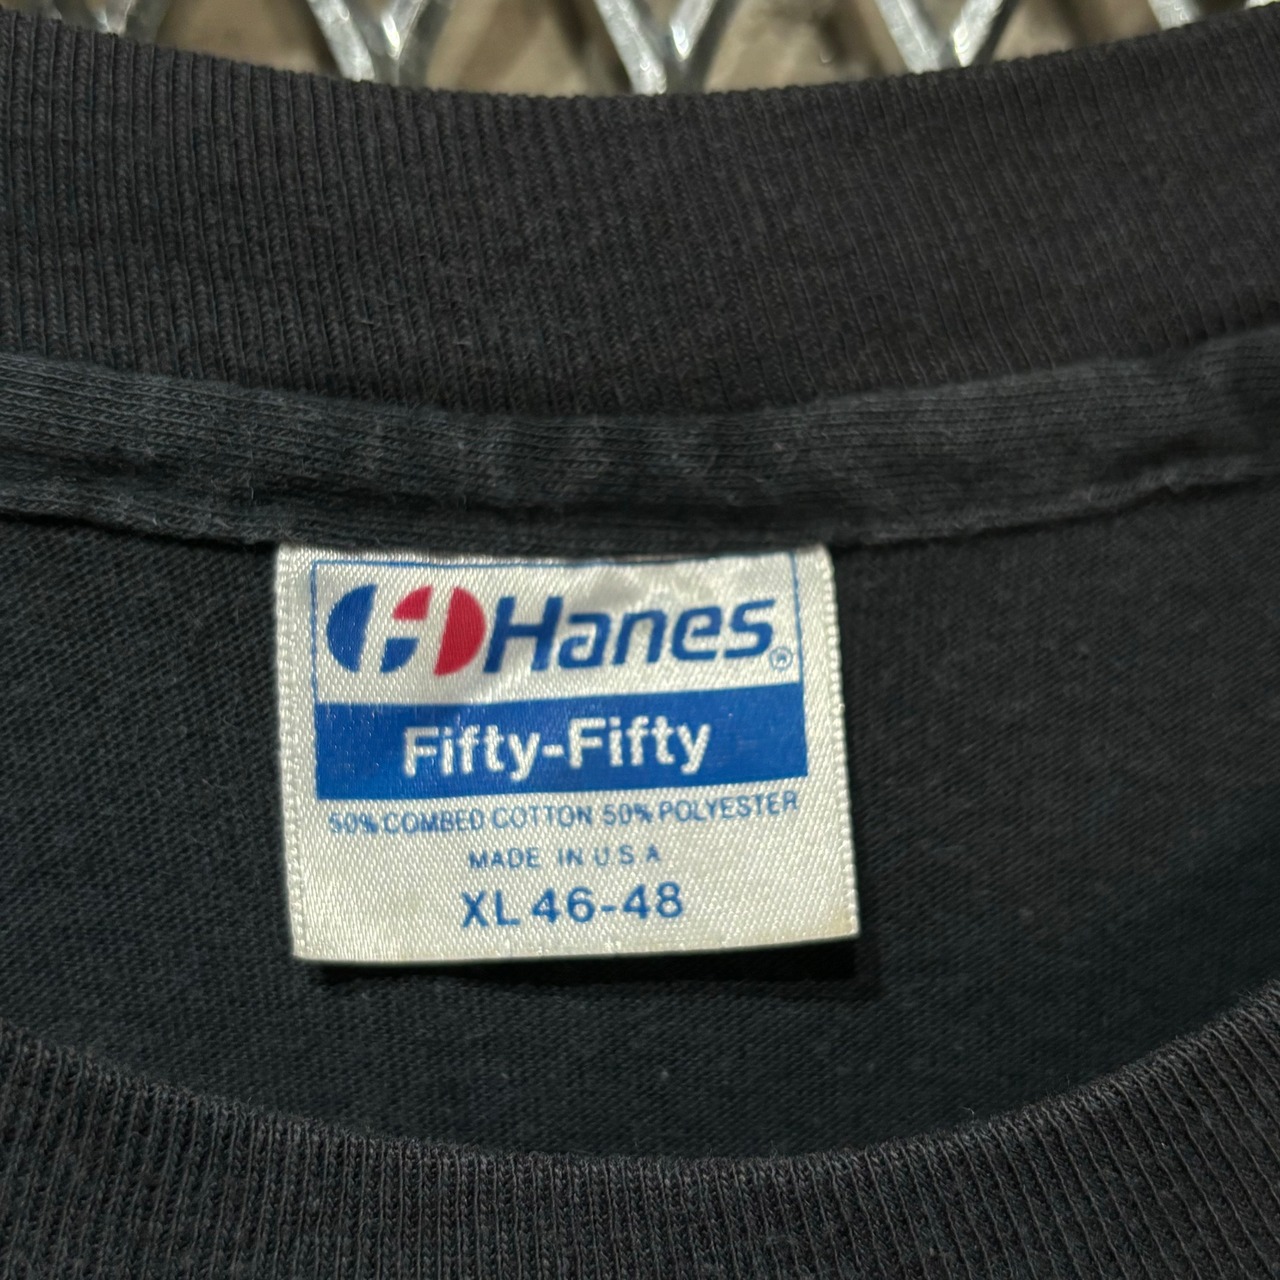 Hanes®
Fifty-Fifty
50% COMBED COTTON 50% POLYESTER
MADE IN U.S A
XL 46-48